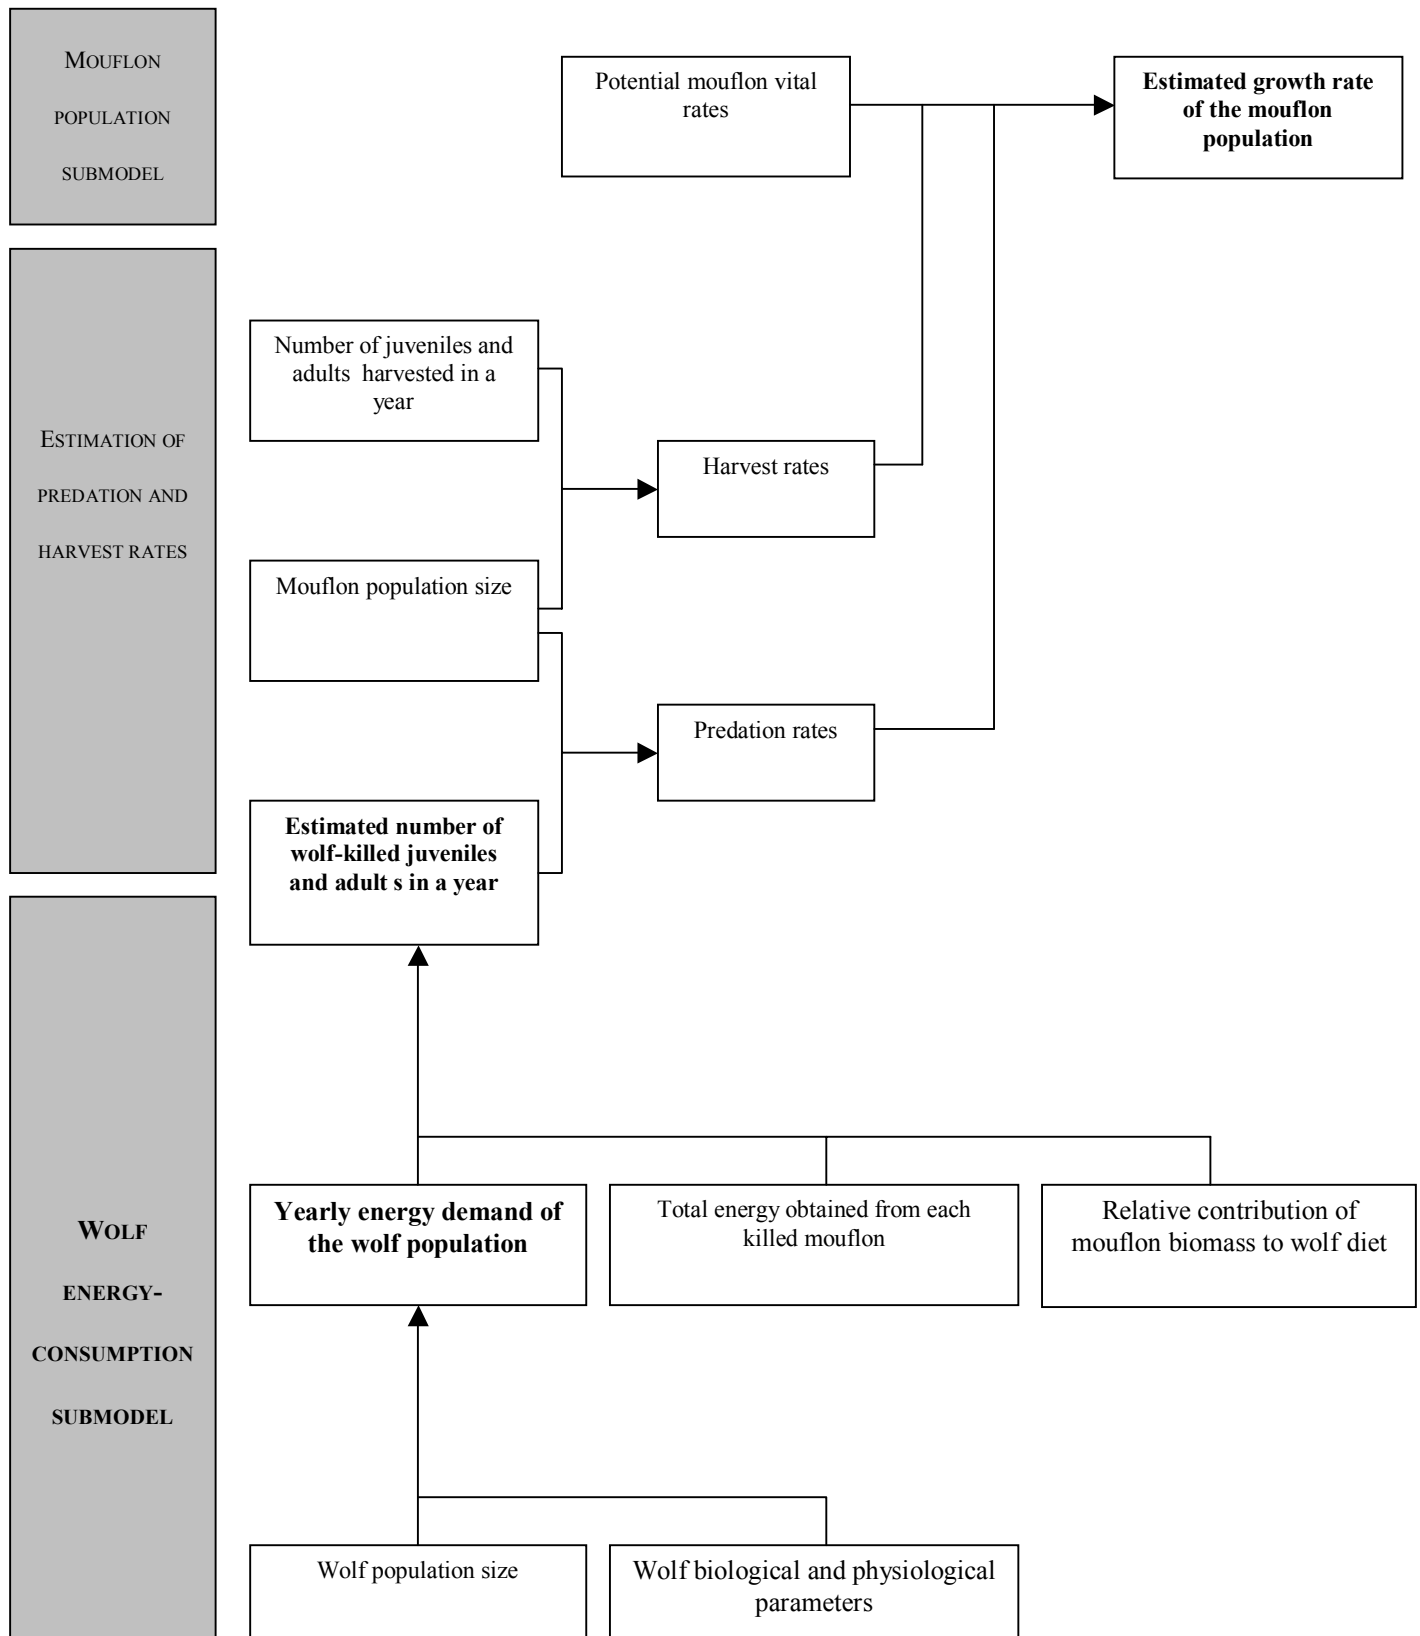 MOUFLON
POPULATION
SUBMODEL
Potential mouflon vital
rates
Estimated growth rate
of the mouflon
population
ESTIMATION OF
PREDATION AND
HARVEST RATES
Number of juveniles and
adults  harvested in a
year
Harvest rates
Mouflon population size
Predation rates
Estimated number of
wolf-killed juveniles
and adult s in a year
WOLF
ENERGY-
CONSUMPTION
SUBMODEL
Yearly energy demand of
the wolf population
Total energy obtained from each
killed mouflon
Relative contribution of
mouflon biomass to wolf diet
Wolf population size
Wolf biological and physiological
parameters